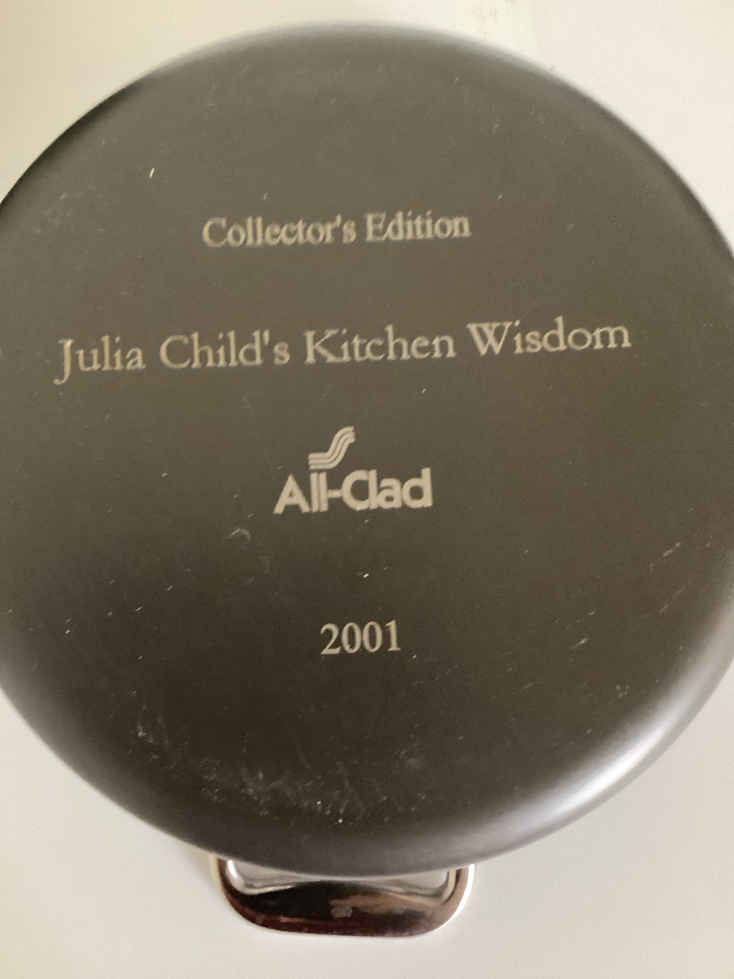 Collector's Edition
Julia Child's Kitchen Wisdom
All-Clad
2001